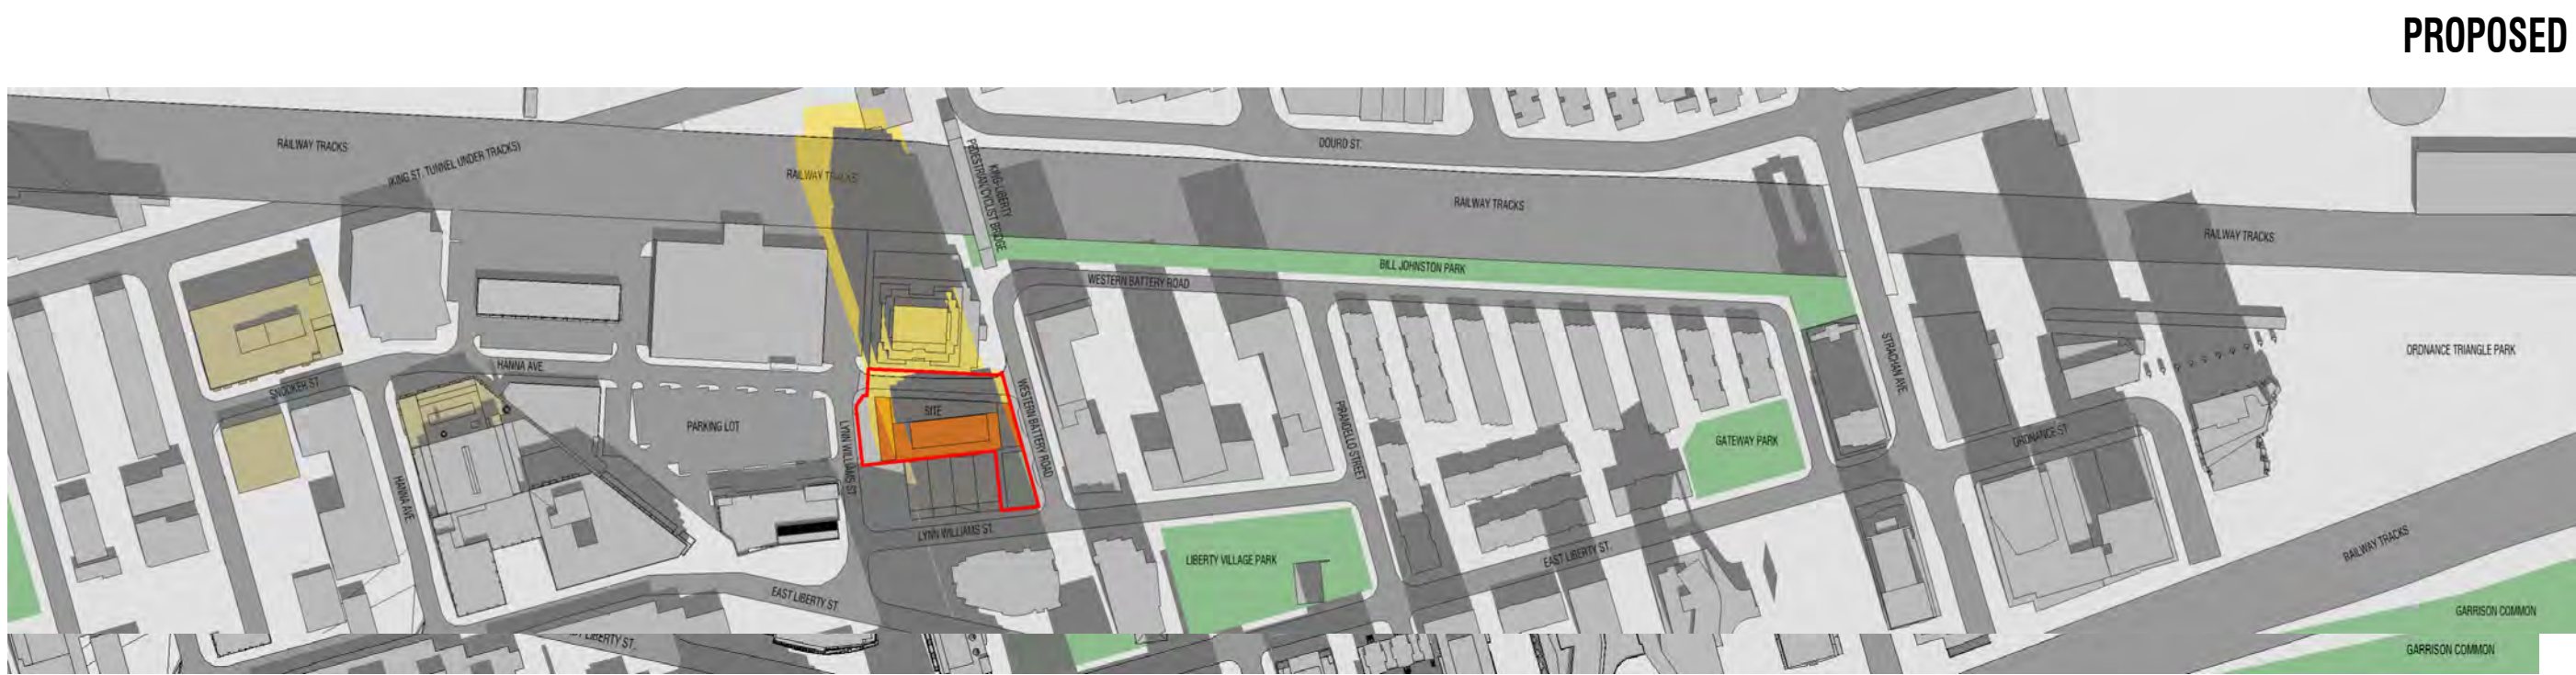 PROPOSED
RAILWAY TRACKS
(KING ST. TUNNEL UNDER TRACKS)
RAILWAY TRACKS
KING-LIBERTY
PEDESTRIAN/CYCLIST BRIDGE
DOURO ST.
RAILWAY TRACKS
RAILWAY TRACKS
BILL JOHNSTON PARK
WESTERN BATTERY ROAD
STRACHAN AVE.
ORDNANCE TRIANGLE PARK
HANNA AVE
SNOOKER ST.
SITE
WESTERN BATTERY ROAD
PARKING LOT
LYNN WILLIAMS ST.
PIRANDELLO STREET
GATEWAY PARK
ORDNANCE ST
HANNA AVE.
LYNN WILLIAMS ST.
LIBERTY VILLAGE PARK
EAST LIBERTY ST.
RAILWAY TRACKS
EAST LIBERTY ST.
GARRISON COMMON
LIBERTY ST.
GARRISON COMMON